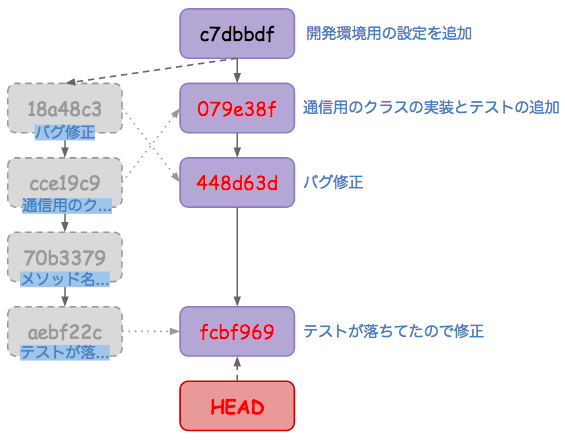 c7dbbdf
開発環境用の設定を追加
18a48c3
バグ修正
079e38f
通信用のクラスの実装とテストの追加
cce19c9
通信用のク...
448d63d
バグ修正
70b3379
メソッド名...
aebf22c
テストが落...
fcbf969
テストが落ちてたので修正
HEAD